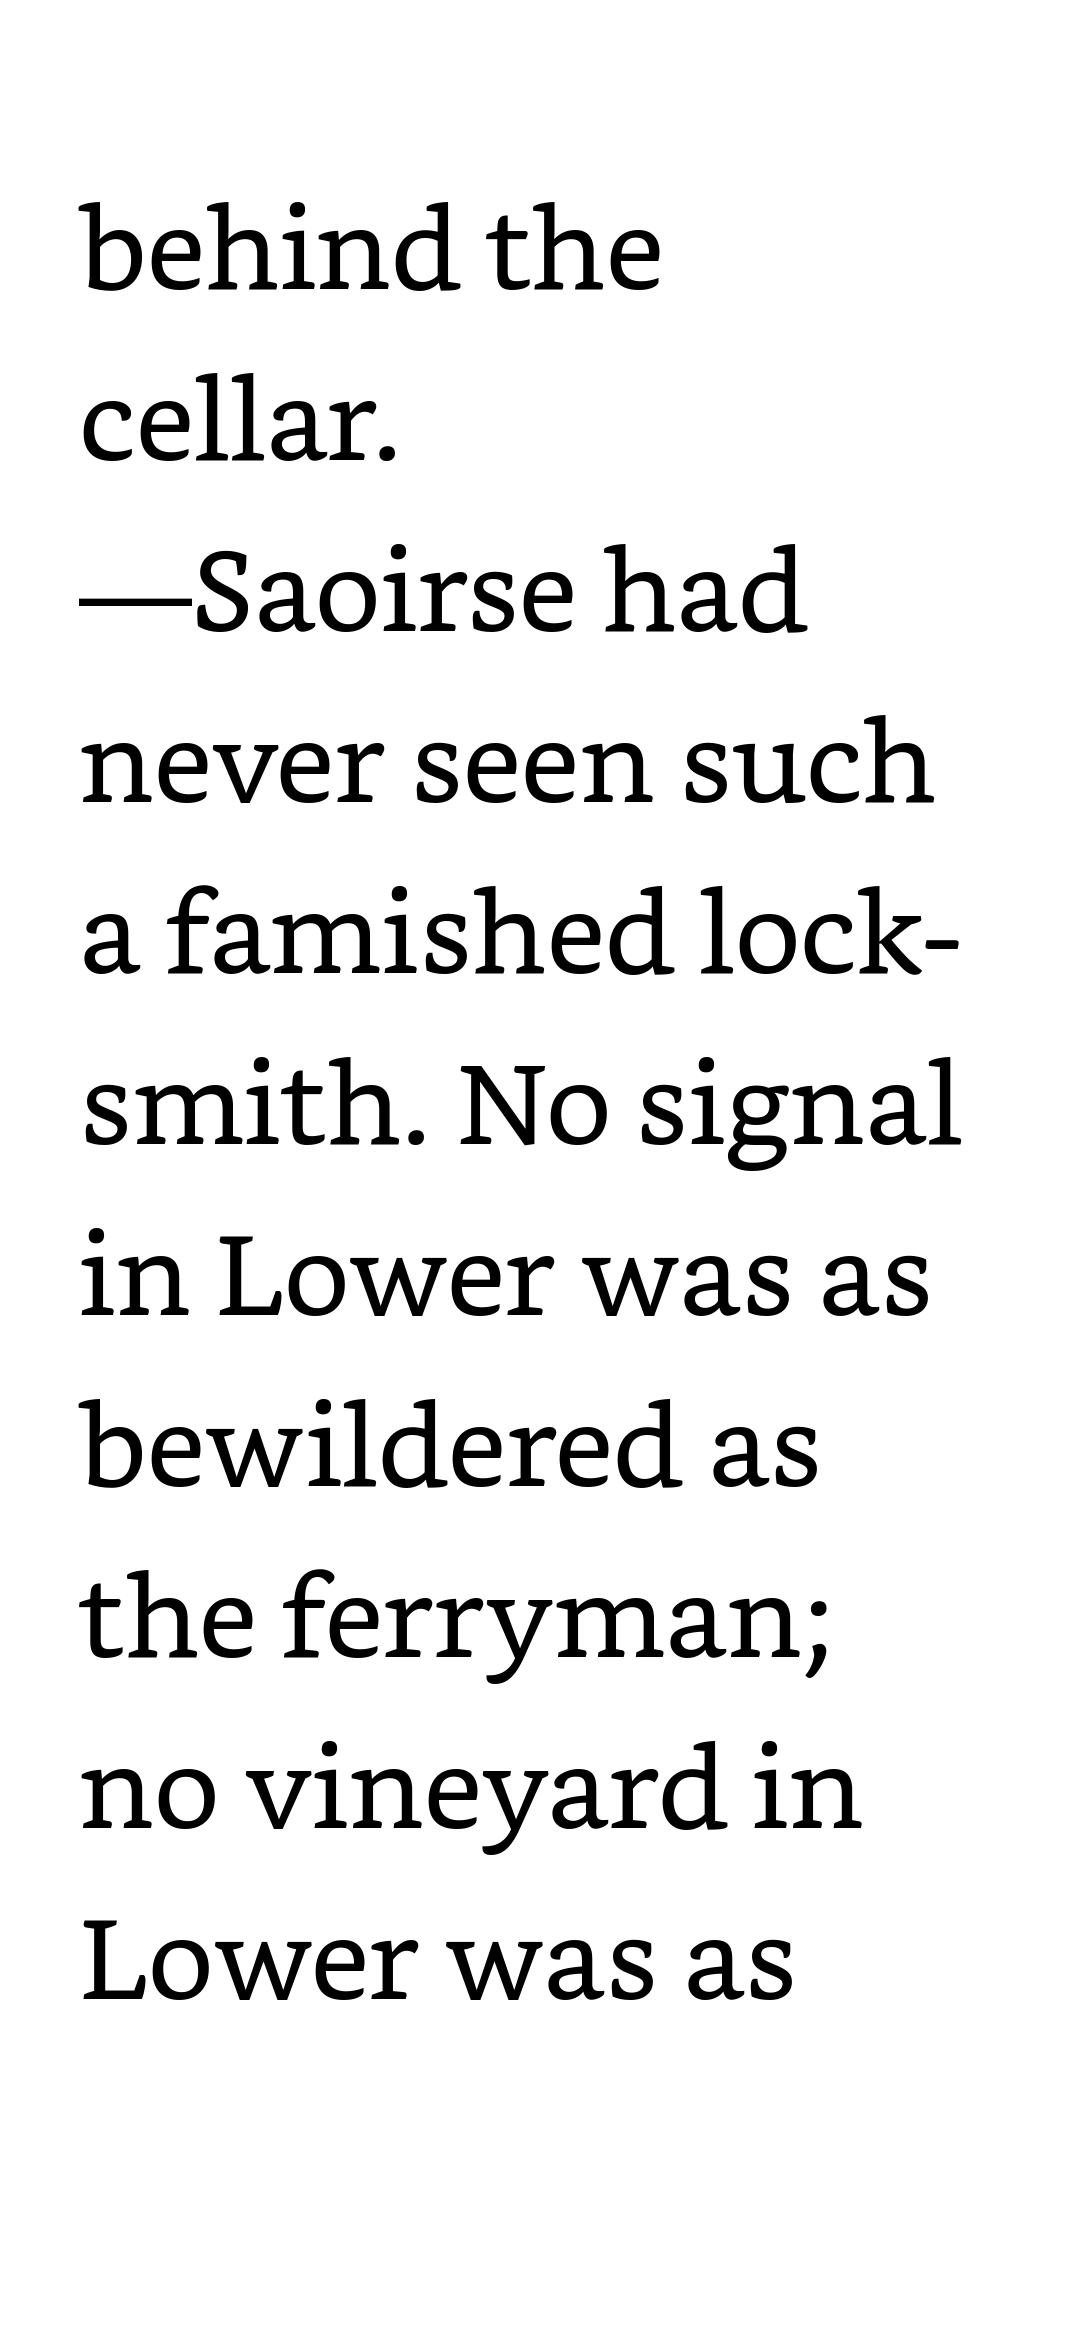 behind the
cellar.
—Saoirse had
never seen such
a famished lock-
smith. No signal
in Lower was as
bewildered as
the ferryman;
no vineyard in
Lower was as